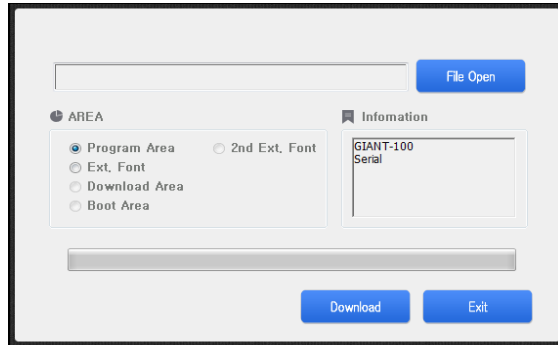 File Open
AREA
Infomation
Program Area
2nd Ext. Font
Ext. Font
Download Area
Boot Area
GIANT-100
Serial
Download
Exit